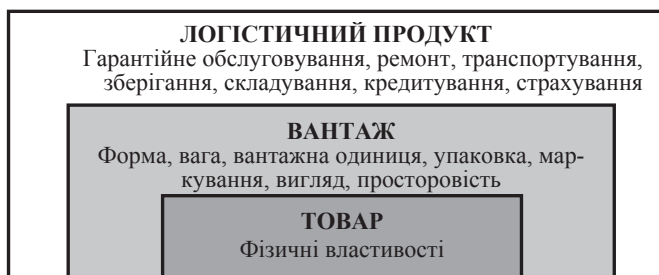 ЛОГІСТИЧНИЙ ПРОДУКТ
Гарантійне обслуговування, ремонт, транспортування,
зберігання, складування, кредитування, страхування
ВАНТАЖ
Форма, вага, вантажна одиниця, упаковка, мар-
кування, вигляд, просторовість
ТОВАР
Фізичні властивості